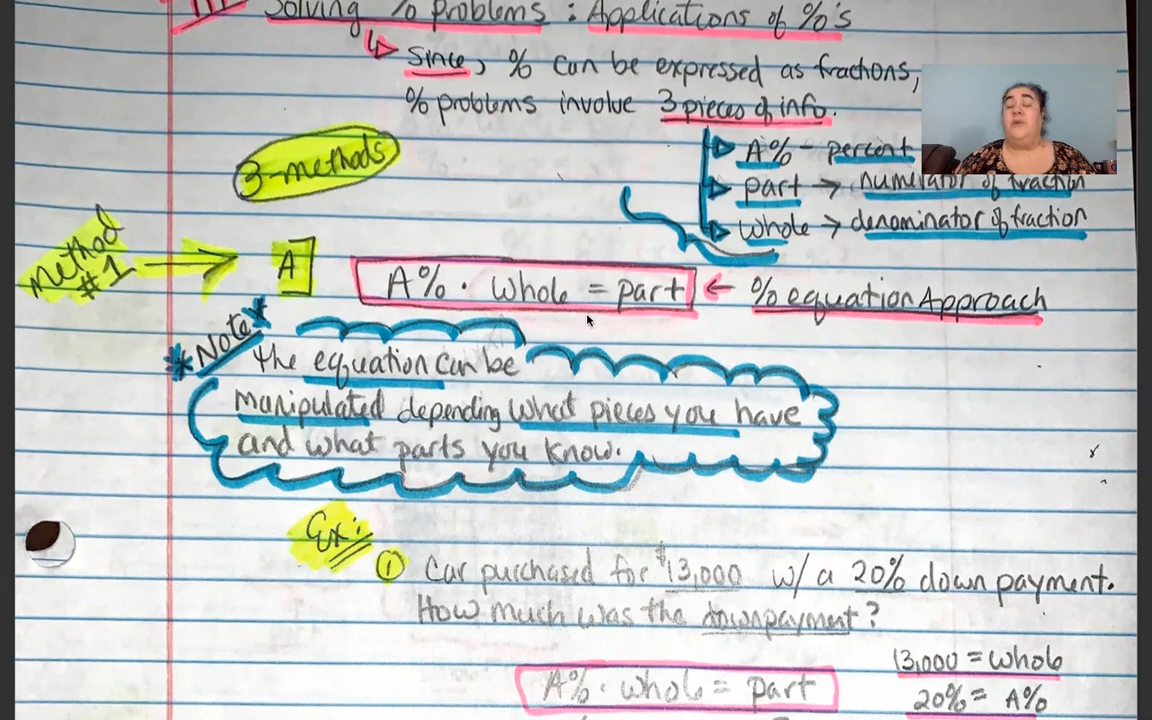 Solving % Problems : Applications of %'s
Since, % can be expressed as fractions,
% problems involve 3 pieces of info.
3-methods
A% - percent
part → numerator of fraction
whole → denominator of fraction
Method
#1
A
A% · whole = part ← % equation Approach
*Note*
The equation can be
manipulated depending what pieces you have
and what parts you know.
Ex:
① Car purchased for $13,000 w/ a 20% down payment.
How much was the downpayment?
13,000 = whole
A% · whole = part
20% = A%